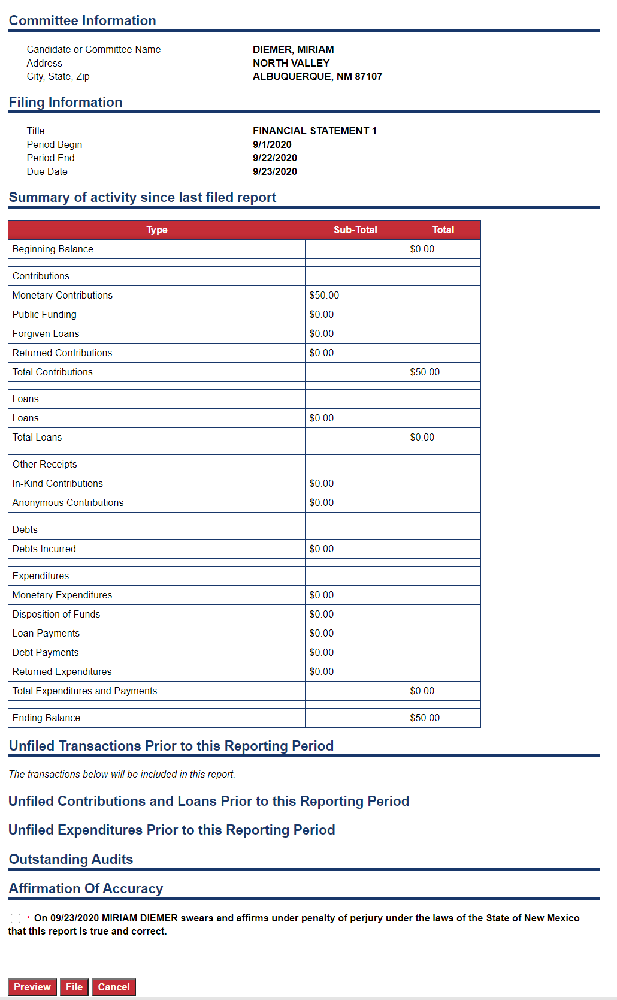 Committee Information
Candidate or Committee Name DIEMER, MIRIAM
Address NORTH VALLEY
City, State, Zip ALBUQUERQUE, NM 87107
Filing Information
Title FINANCIAL STATEMENT 1
Period Begin 9/1/2020
Period End 9/22/2020
Due Date 9/23/2020
Summary of activity since last filed report
Type Sub-Total Total
Beginning Balance $0.00
Contributions
Monetary Contributions $50.00
Public Funding $0.00
Forgiven Loans $0.00
Returned Contributions $0.00
Total Contributions $50.00
Loans
Loans $0.00
Total Loans $0.00
Other Receipts
In-Kind Contributions $0.00
Anonymous Contributions $0.00
Debts
Debts Incurred $0.00
Expenditures
Monetary Expenditures $0.00
Disposition of Funds $0.00
Loan Payments $0.00
Debt Payments $0.00
Returned Expenditures $0.00
Total Expenditures and Payments $0.00
Ending Balance $50.00
Unfiled Transactions Prior to this Reporting Period
The transactions below will be included in this report.
Unfiled Contributions and Loans Prior to this Reporting Period
Unfiled Expenditures Prior to this Reporting Period
Outstanding Audits
Affirmation Of Accuracy
* On 09/23/2020 MIRIAM DIEMER swears and affirms under penalty of perjury under the laws of the State of New Mexico
that this report is true and correct.
Preview File Cancel